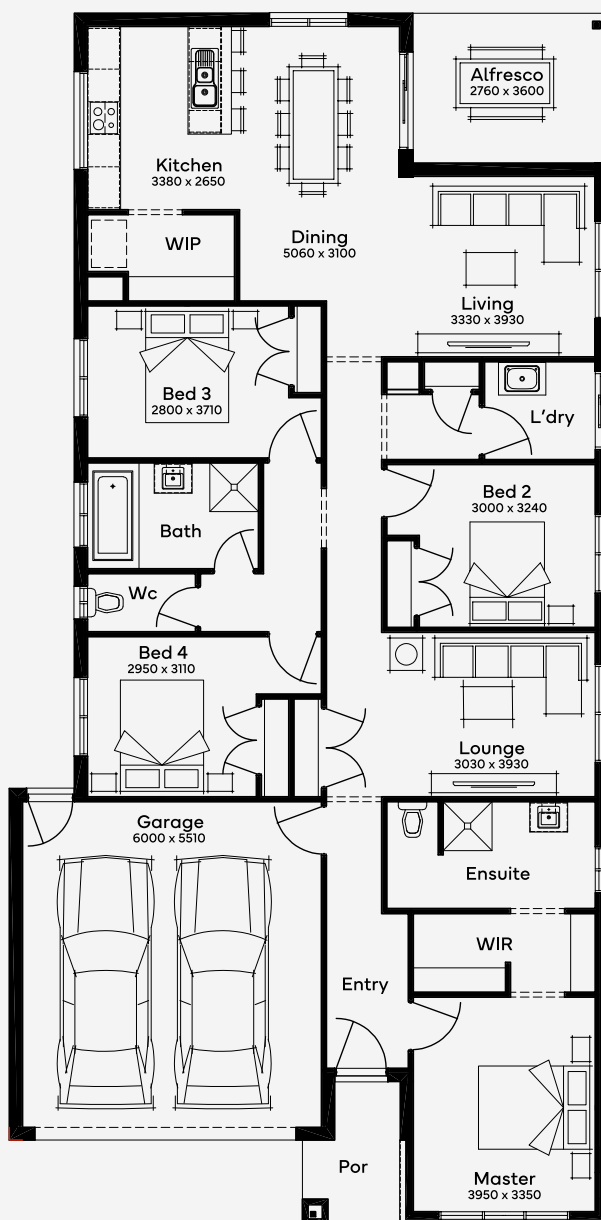 Alfresco
2760 x 3600
Kitchen
3380 x 2650
WIP
Dining
5060 x 3100
Living
3330 x 3930
Bed 3
2800 x 3710
L'dry
Bed 2
3000 x 3240
Bath
Wc
Bed 4
2950 x 3110
Lounge
3030 x 3930
Garage
6000 x 5510
Ensuite
WIR
Entry
Por
Master
3950 x 3350